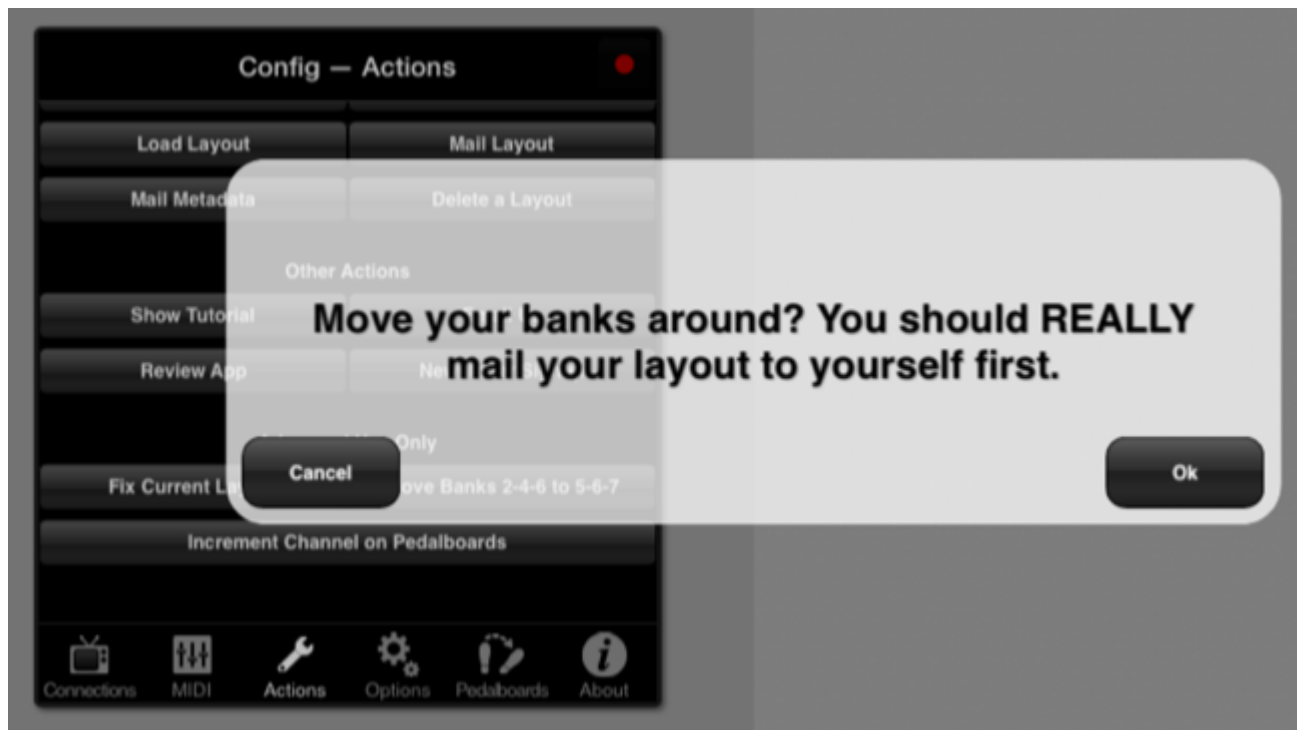 Config — Actions
Load Layout
Mail Layout
Mail Metadata
Delete a Layout
Other Actions
Show Tutorial
Move your banks around? You should REALLY
mail your layout to yourself first.
Review App
Only
Cancel
Ok
Fix Current
Banks 2-4-6 to 5-6-7
Increment Channel on Pedalboards
Connections
MIDI
Actions
Options
Pedalboards
About